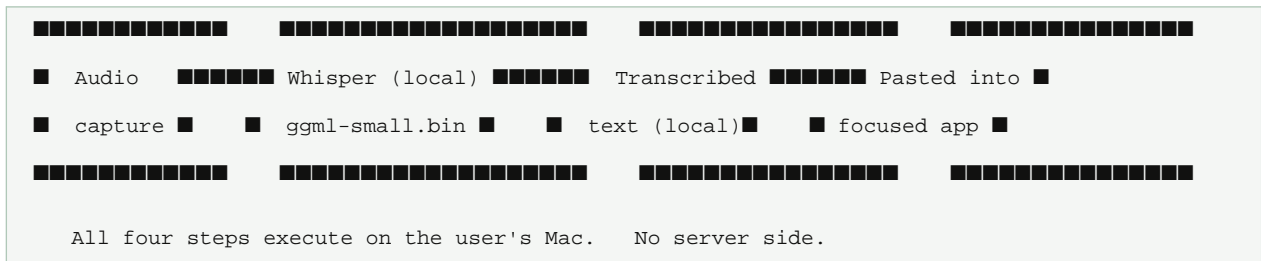 ■■■■■■■■■■■■ ■■■■■■■■■■■■■■■■■■■ ■■■■■■■■■■■■■■■■ ■■■■■■■■■■■■■■■
■ Audio ■■■■■■ Whisper (local) ■■■■■■ Transcribed ■■■■■■ Pasted into ■
■ capture ■ ■ ggml-small.bin ■ ■ text (local)■ ■ focused app ■
■■■■■■■■■■■■ ■■■■■■■■■■■■■■■■■■■ ■■■■■■■■■■■■■■■■ ■■■■■■■■■■■■■■■
All four steps execute on the user's Mac. No server side.